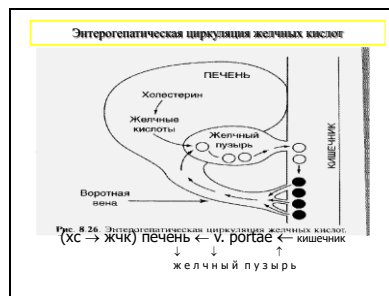 Энтерогепатическая циркуляция желчных кислот
ПЕЧЕНЬ
Холестерин
Желчные
кислоты
Желчный
пузырь
КИШЕЧНИК
Воротная
вена
Рис. 8.26. Энтерогепатическая циркуляция желчных кислот.
(хс → жчк) печень ← v. portae ← кишечник
↓ ↓ ↑
желчный пузырь